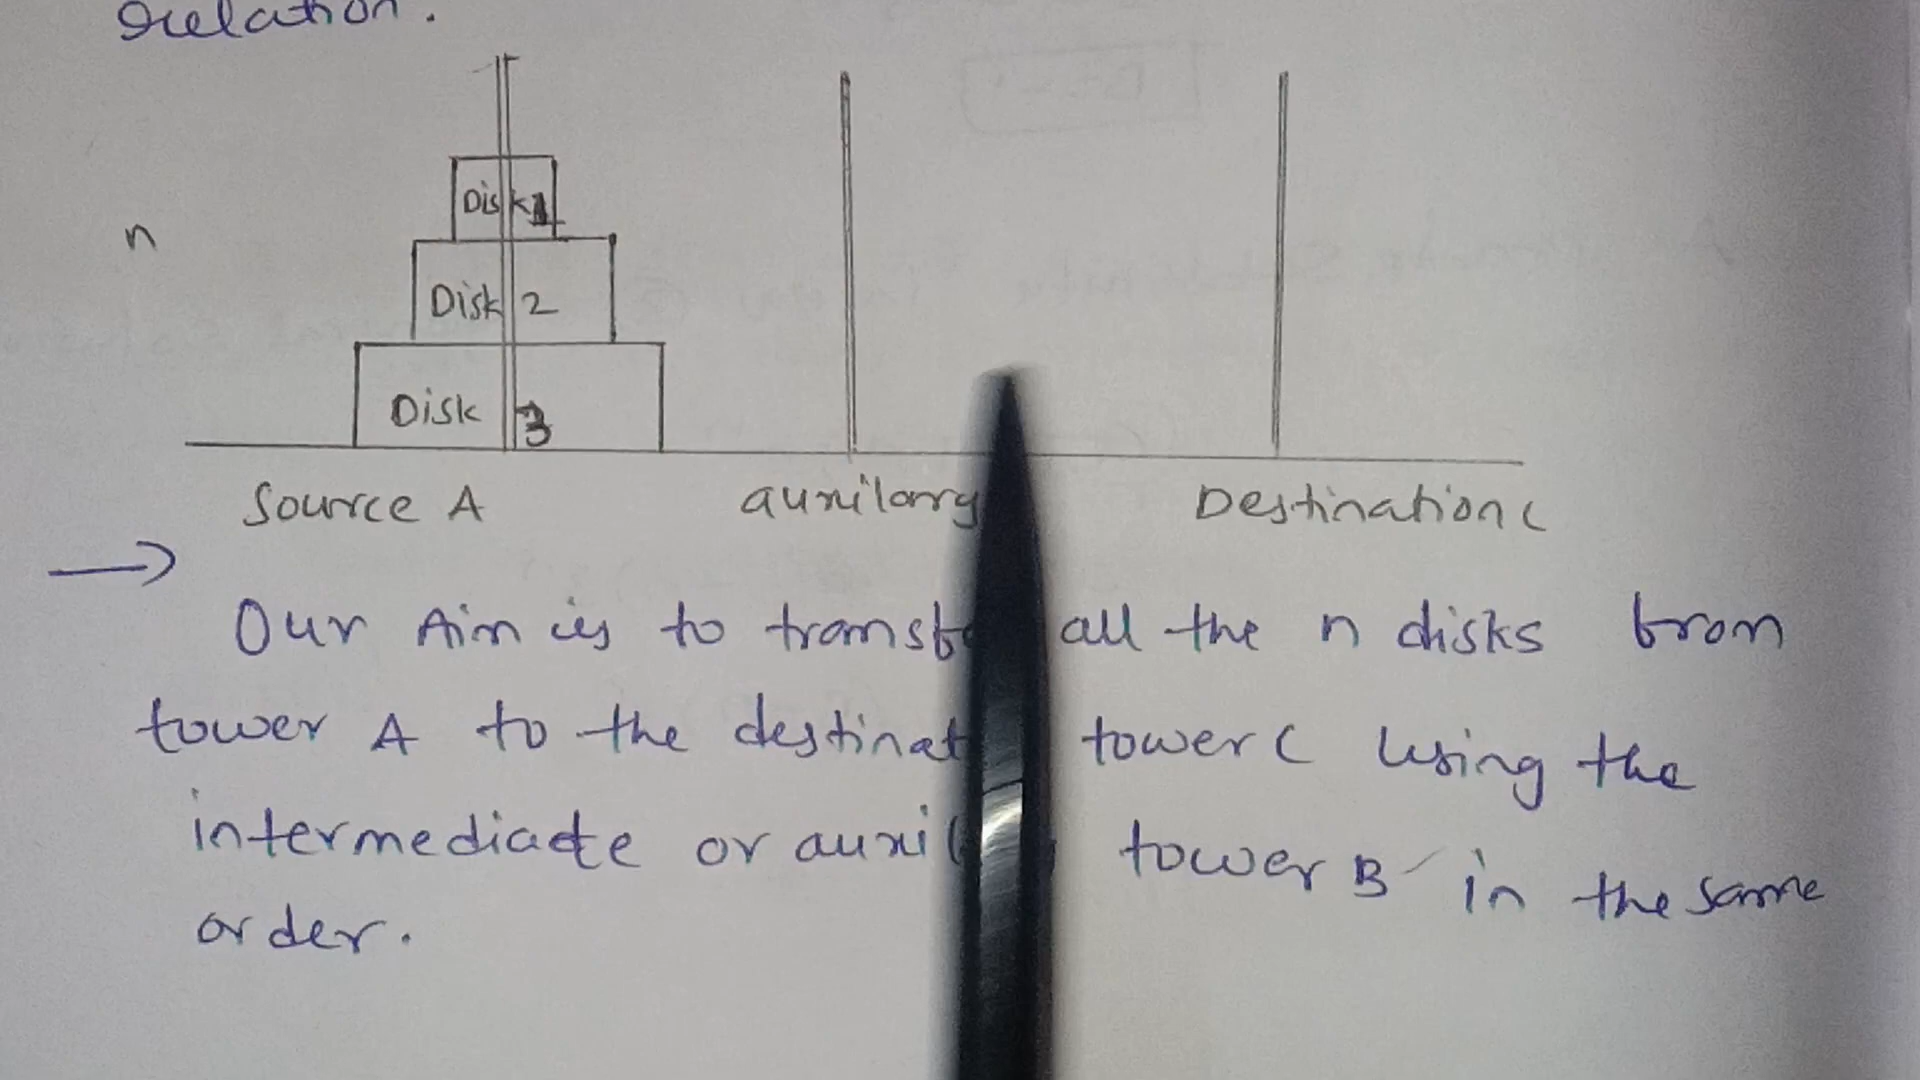 relation.
Disk 1
n
Disk 2
Disk 3
Source A auxilary Destination C
Our Aim is to all the n disks from
tower A to the tower C Using the
intermediate or tower B in the same
order.